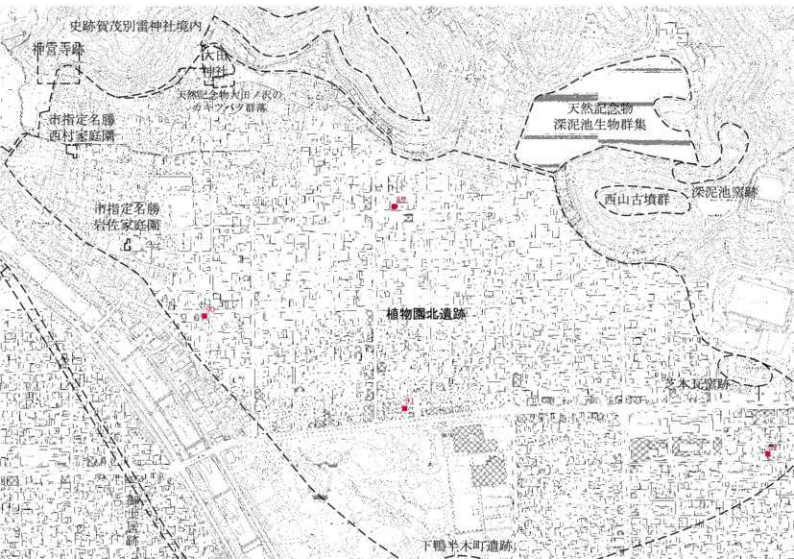 史跡賀茂別雷神社境内
神宮寺跡
大田
神社
天然記念物大田ノ沢の
カキツバタ群落
市指定名勝
西村家庭園
天然記念物
深泥池生物群集
市指定名勝
岩佐家庭園
西山古墳群
深泥池窯跡
植物園北遺跡
芝本瓦窯跡
下鴨半木町遺跡